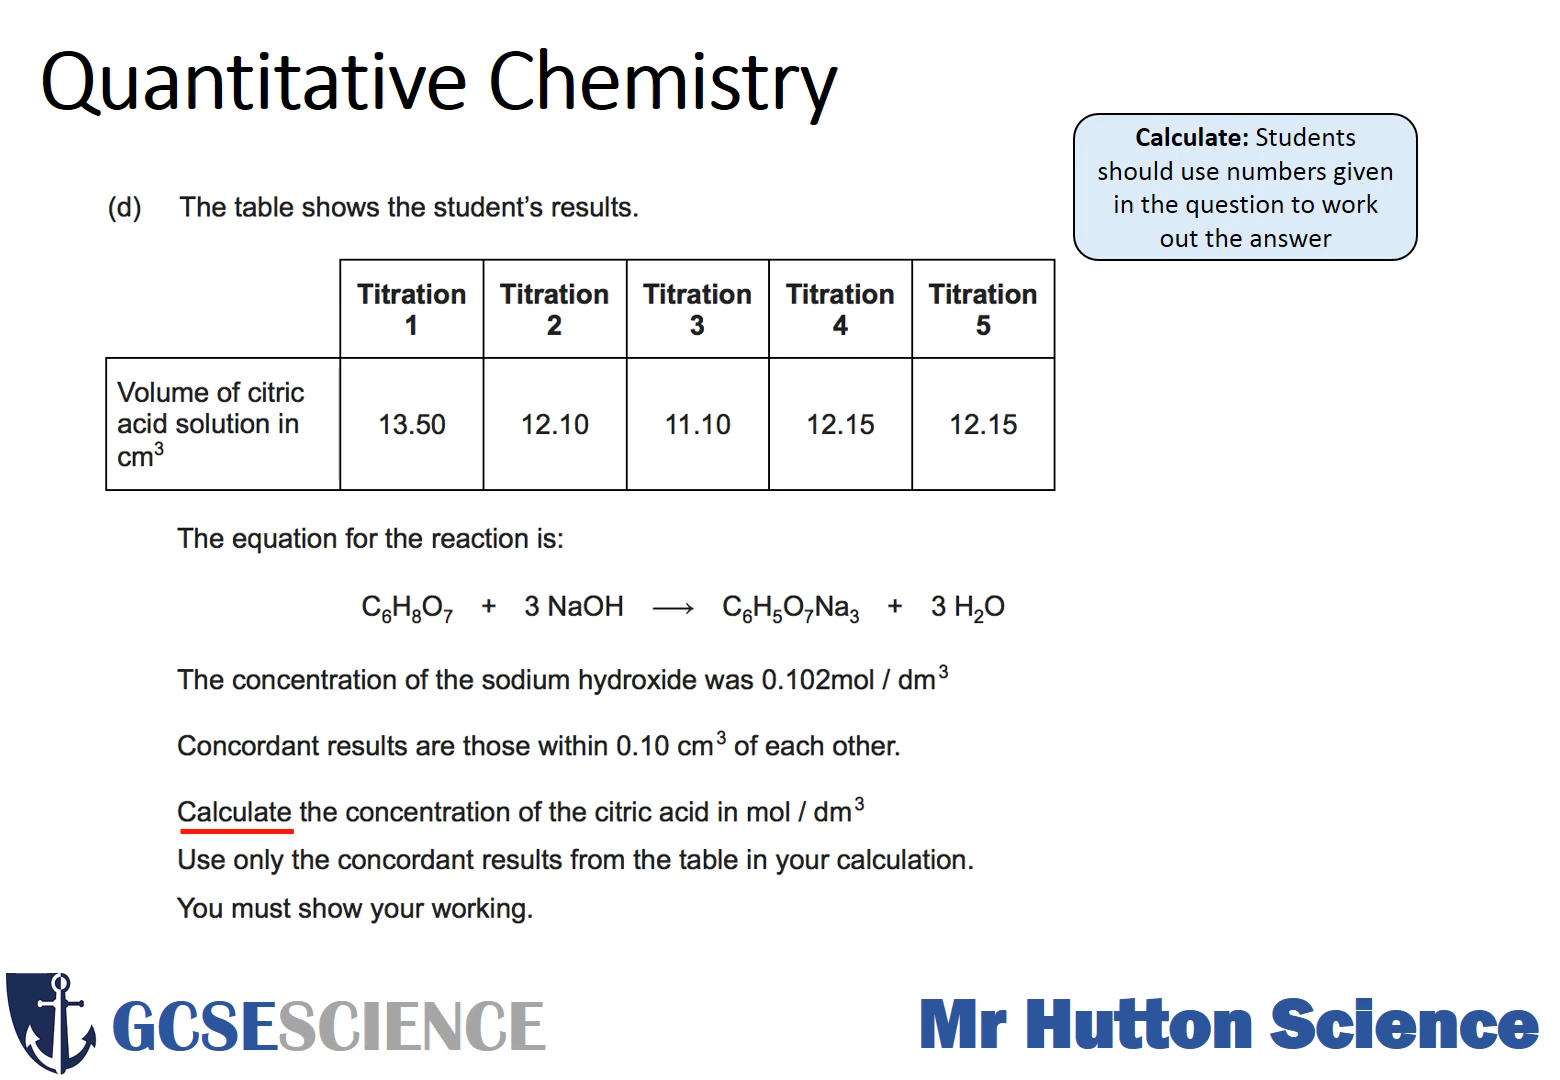 Quantitative Chemistry
Calculate: Students
should use numbers given
in the question to work
out the answer
(d) The table shows the student's results.
Titration 1 Titration 2 Titration 3 Titration 4 Titration 5
Volume of citric
acid solution in
cm³
13.50 12.10 11.10 12.15 12.15
The equation for the reaction is:
C₆H₈O₇ + 3 NaOH ⟶ C₆H₅O₇Na₃ + 3 H₂O
The concentration of the sodium hydroxide was 0.102mol / dm³
Concordant results are those within 0.10 cm³ of each other.
Calculate the concentration of the citric acid in mol / dm³
Use only the concordant results from the table in your calculation.
You must show your working.
GCSESCIENCE
Mr Hutton Science